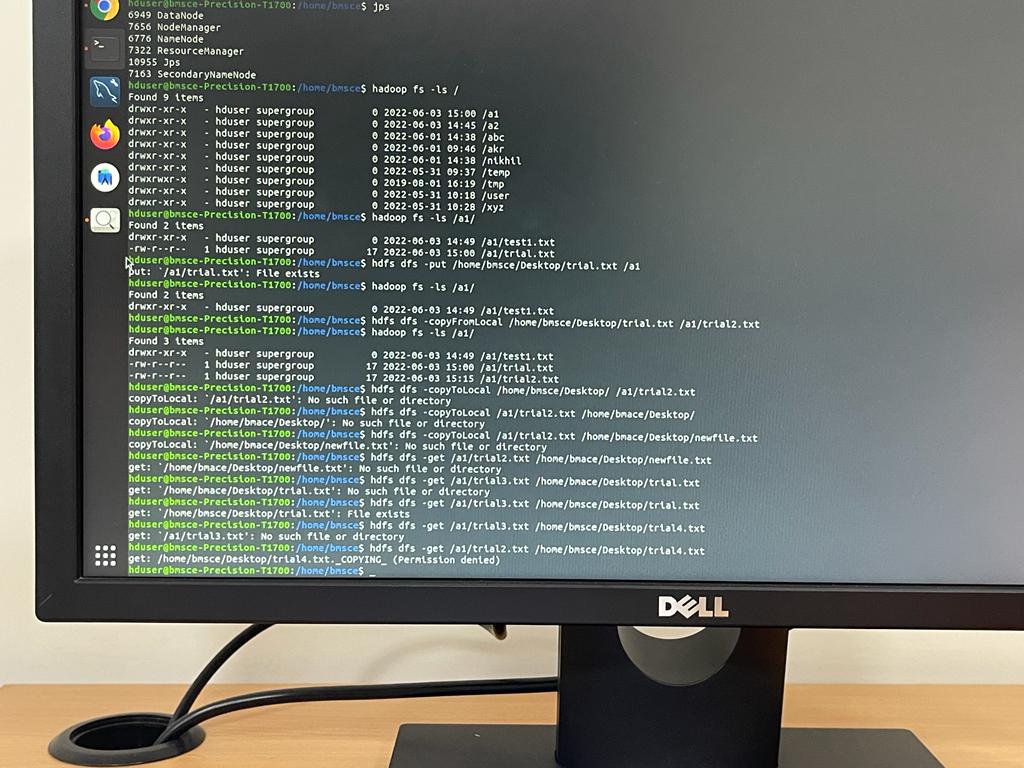 hduser@bmsce-Precision-T1700:/home/bmsce$ jps
6949 DataNode
7656 NodeManager
6776 NameNode
7322 ResourceManager
10955 Jps
7163 SecondaryNameNode
hduser@bmsce-Precision-T1700:/home/bmsce$ hadoop fs -ls /
Found 9 items
drwxr-xr-x - hduser supergroup 0 2022-06-03 15:00 /a1
drwxr-xr-x - hduser supergroup 0 2022-06-03 14:45 /a2
drwxr-xr-x - hduser supergroup 0 2022-06-01 14:38 /abc
drwxr-xr-x - hduser supergroup 0 2022-06-01 09:46 /akr
drwxr-xr-x - hduser supergroup 0 2022-06-01 14:38 /nikhil
drwxr-xr-x - hduser supergroup 0 2022-05-31 09:37 /temp
drwxrwxr-x - hduser supergroup 0 2019-08-01 16:19 /tmp
drwxr-xr-x - hduser supergroup 0 2022-05-31 10:18 /user
drwxr-xr-x - hduser supergroup 0 2022-05-31 10:28 /xyz
hduser@bmsce-Precision-T1700:/home/bmsce$ hadoop fs -ls /a1/
Found 2 items
drwxr-xr-x - hduser supergroup 0 2022-06-03 14:49 /a1/test1.txt
-rw-r--r-- 1 hduser supergroup 17 2022-06-03 15:00 /a1/trial.txt
hduser@bmsce-Precision-T1700:/home/bmsce$ hdfs dfs -put /home/bmsce/Desktop/trial.txt /a1
put: `/a1/trial.txt': File exists
hduser@bmsce-Precision-T1700:/home/bmsce$ hadoop fs -ls /a1/
Found 2 items
drwxr-xr-x - hduser supergroup 0 2022-06-03 14:49 /a1/test1.txt
hduser@bmsce-Precision-T1700:/home/bmsce$ hdfs dfs -copyFromLocal /home/bmsce/Desktop/trial.txt /a1/trial2.txt
hduser@bmsce-Precision-T1700:/home/bmsce$ hadoop fs -ls /a1/
Found 3 items
drwxr-xr-x - hduser supergroup 0 2022-06-03 14:49 /a1/test1.txt
-rw-r--r-- 1 hduser supergroup 17 2022-06-03 15:00 /a1/trial.txt
-rw-r--r-- 1 hduser supergroup 17 2022-06-03 15:15 /a1/trial2.txt
hduser@bmsce-Precision-T1700:/home/bmsce$ hdfs dfs -copyToLocal /home/bmsce/Desktop/ /a1/trial2.txt
copyToLocal: `/a1/trial2.txt': No such file or directory
hduser@bmsce-Precision-T1700:/home/bmsce$ hdfs dfs -copyToLocal /a1/trial2.txt /home/bmace/Desktop/
copyToLocal: `/home/bmace/Desktop/': No such file or directory
hduser@bmsce-Precision-T1700:/home/bmsce$ hdfs dfs -copyToLocal /a1/trial2.txt /home/bmace/Desktop/newfile.txt
copyToLocal: `/home/bmace/Desktop/newfile.txt': No such file or directory
hduser@bmsce-Precision-T1700:/home/bmsce$ hdfs dfs -get /a1/trial2.txt /home/bmace/Desktop/newfile.txt
get: `/home/bmace/Desktop/newfile.txt': No such file or directory
hduser@bmsce-Precision-T1700:/home/bmsce$ hdfs dfs -get /a1/trial3.txt /home/bmace/Desktop/trial.txt
get: `/home/bmace/Desktop/trial.txt': No such file or directory
hduser@bmsce-Precision-T1700:/home/bmsce$ hdfs dfs -get /a1/trial3.txt /home/bmsce/Desktop/trial.txt
get: `/home/bmsce/Desktop/trial.txt': File exists
hduser@bmsce-Precision-T1700:/home/bmsce$ hdfs dfs -get /a1/trial3.txt /home/bmsce/Desktop/trial4.txt
get: `/a1/trial3.txt': No such file or directory
hduser@bmsce-Precision-T1700:/home/bmsce$ hdfs dfs -get /a1/trial2.txt /home/bmsce/Desktop/trial4.txt
get: /home/bmsce/Desktop/trial4.txt._COPYING_ (Permission denied)
hduser@bmsce-Precision-T1700:/home/bmsce$ _
DELL